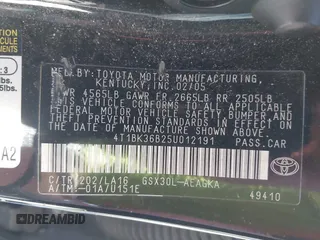 MFD. BY: TOYOTA MOTOR MANUFACTURING,
KENTUCKY, INC. 02/05
GVWR 4565LB GAWR FR 2665LB RR 2505LB
THIS VEHICLE CONFORMS TO ALL APPLICABLE
FEDERAL MOTOR VEHICLE SAFETY, BUMPER, AND
THEFT PREVENTION STANDARDS IN EFFECT ON
THE DATE OF MANUFACTURE SHOWN ABOVE.
4T1BK36B25U012191 PASS.CAR
C/TR: 202/LA16 GSX30L-AEAGKA
A/TM: -01A/U151E
49410
TOYOTA
A2